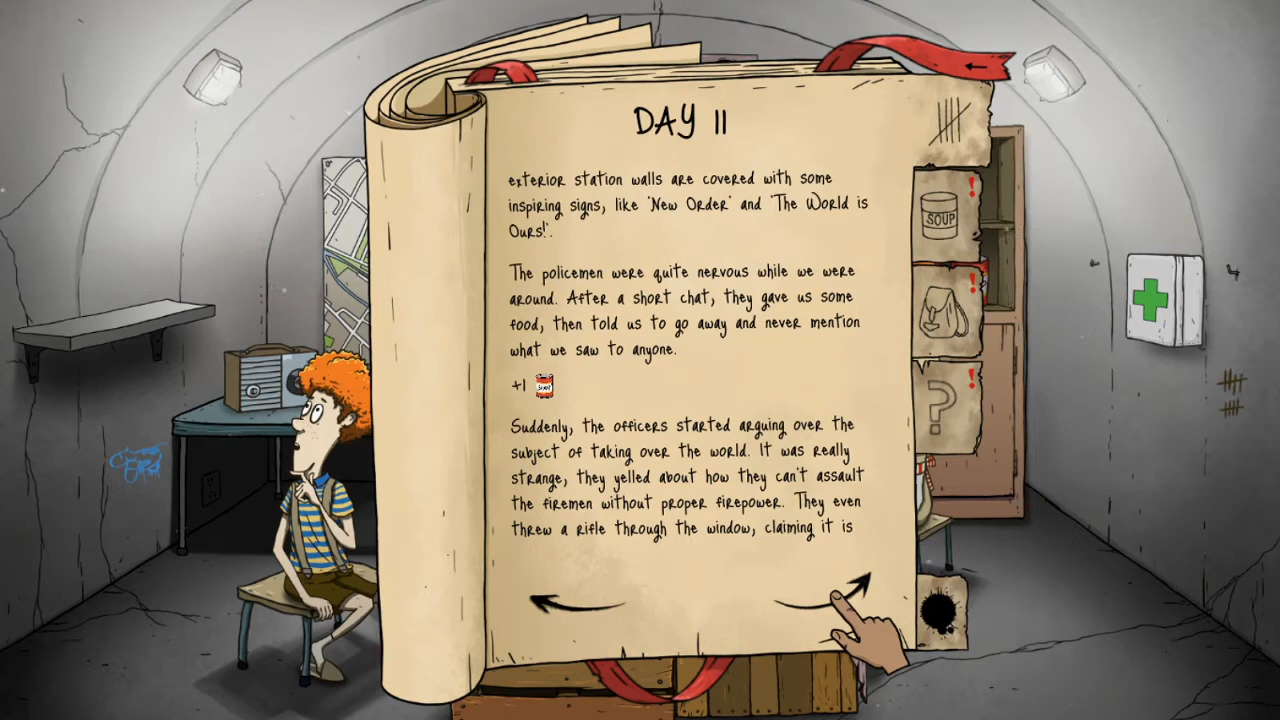 DAY 11
exterior station walls are covered with some
inspiring signs, like 'New Order' and 'The World is
Ours!'.
The policemen were quite nervous while we were
around. After a short chat, they gave us some
food, then told us to go away and never mention
what we saw to anyone.
+1
SOUP
Suddenly, the officers started arguing over the
subject of taking over the world. It was really
strange, they yelled about how they can't assault
the firemen without proper firepower. They even
threw a rifle through the window, claiming it is
!
SOUP
!
!
?